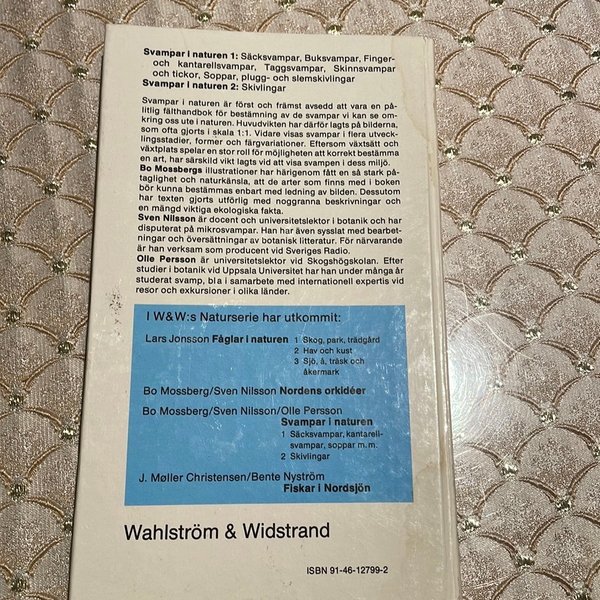 Svampar i naturen 1: Säcksvampar, Buksvampar, Finger-
och kantarellsvampar, Taggsvampar, Skinnsvampar
och tickor, Soppar, plugg- och slemskivlingar
Svampar i naturen 2: Skivlingar
Svampar i naturen är först och främst avsedd att vara en på-
litlig fälthandbok för bestämning av de svampar vi kan se om-
kring oss ute i naturen. Huvudvikten har därför lagts på bilderna,
som ofta gjorts i skala 1:1. Vidare visas svampar i flera utveck-
lingsstadier, former och färgvariationer. Eftersom växtsätt och
växtplats spelar en stor roll för möjligheten att korrekt bestämma
en art, har särskild vikt lagts vid att visa svampen i dess miljö.
Bo Mossbergs illustrationer har härigenom fått en så stark på-
taglighet och naturkänsla, att de arter som finns med i boken
bör kunna bestämmas enbart med ledning av bilden. Dessutom
har texten gjorts utförlig med noggranna beskrivningar och
en mängd viktiga ekologiska fakta.
Sven Nilsson är docent och universitetslektor i botanik och har
disputerat på mikrosvampar. Han har även sysslat med bearbet-
ningar och översättningar av botanisk litteratur. För närvarande
är han verksam som producent vid Sveriges Radio.
Olle Persson är universitetslektor vid Skogshögskolan. Efter
studier i botanik vid Uppsala Universitet har han under många år
studerat svamp, bl a i samarbete med internationell expertis vid
resor och exkursioner i olika länder.
I W&W:s Naturserie har utkommit:
Lars Jonsson Fåglar i naturen 1 Skog, park, trädgård
2 Hav och kust
3 Sjö, å, träsk och
åkermark
Bo Mossberg/Sven Nilsson Nordens orkidéer
Bo Mossberg/Sven Nilsson/Olle Persson
Svampar i naturen
1 Säcksvampar, kantarell-
svampar, soppar m. m.
2 Skivlingar
J. Møller Christensen/Bente Nyström
Fiskar i Nordsjön
Wahlström & Widstrand
ISBN 91-46-12799-2